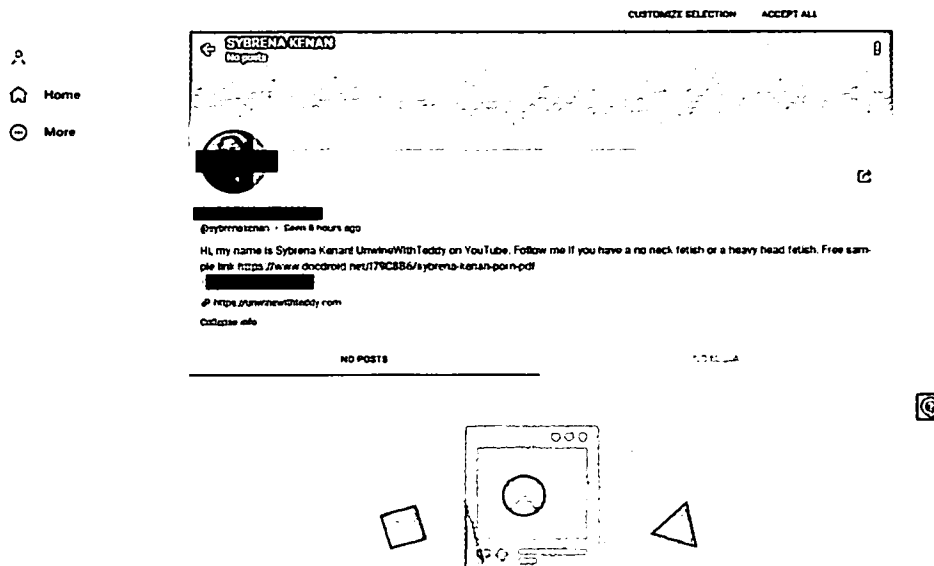 CUSTOMIZE SELECTION ACCEPT ALL
SYBRENA KENAN
No posts
Home
More
@sybrenakenan · Seen 8 hours ago
Hi, my name is Sybrena Kenan! UnwineWithTeddy on YouTube. Follow me if you have a no neck fetish or a heavy head fetish. Free sam-
ple link https://www.docdroid.net/179C8B6/sybrena-kenan-porn-pdf
https://unwinewithteddy.com
Collapse info
NO POSTS